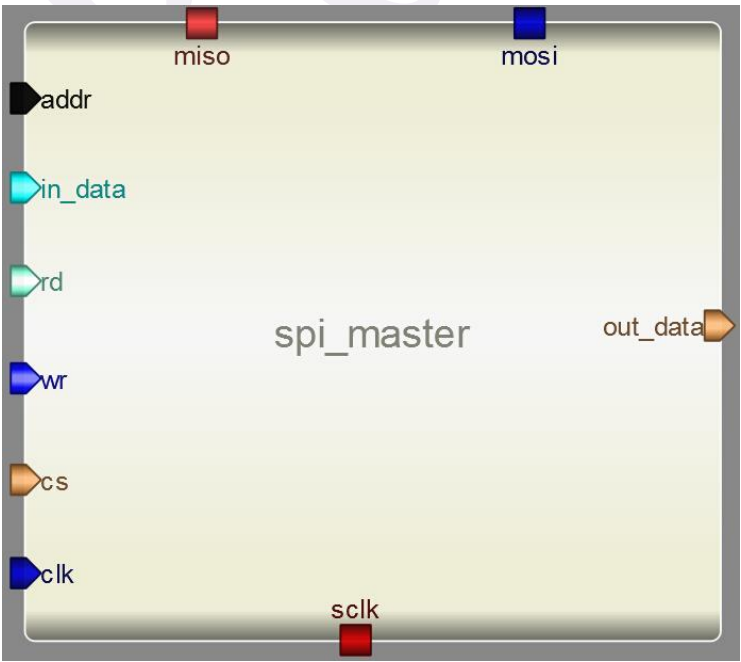 miso
mosi
addr
in_data
rd
spi_master
out_data
wr
cs
clk
sclk